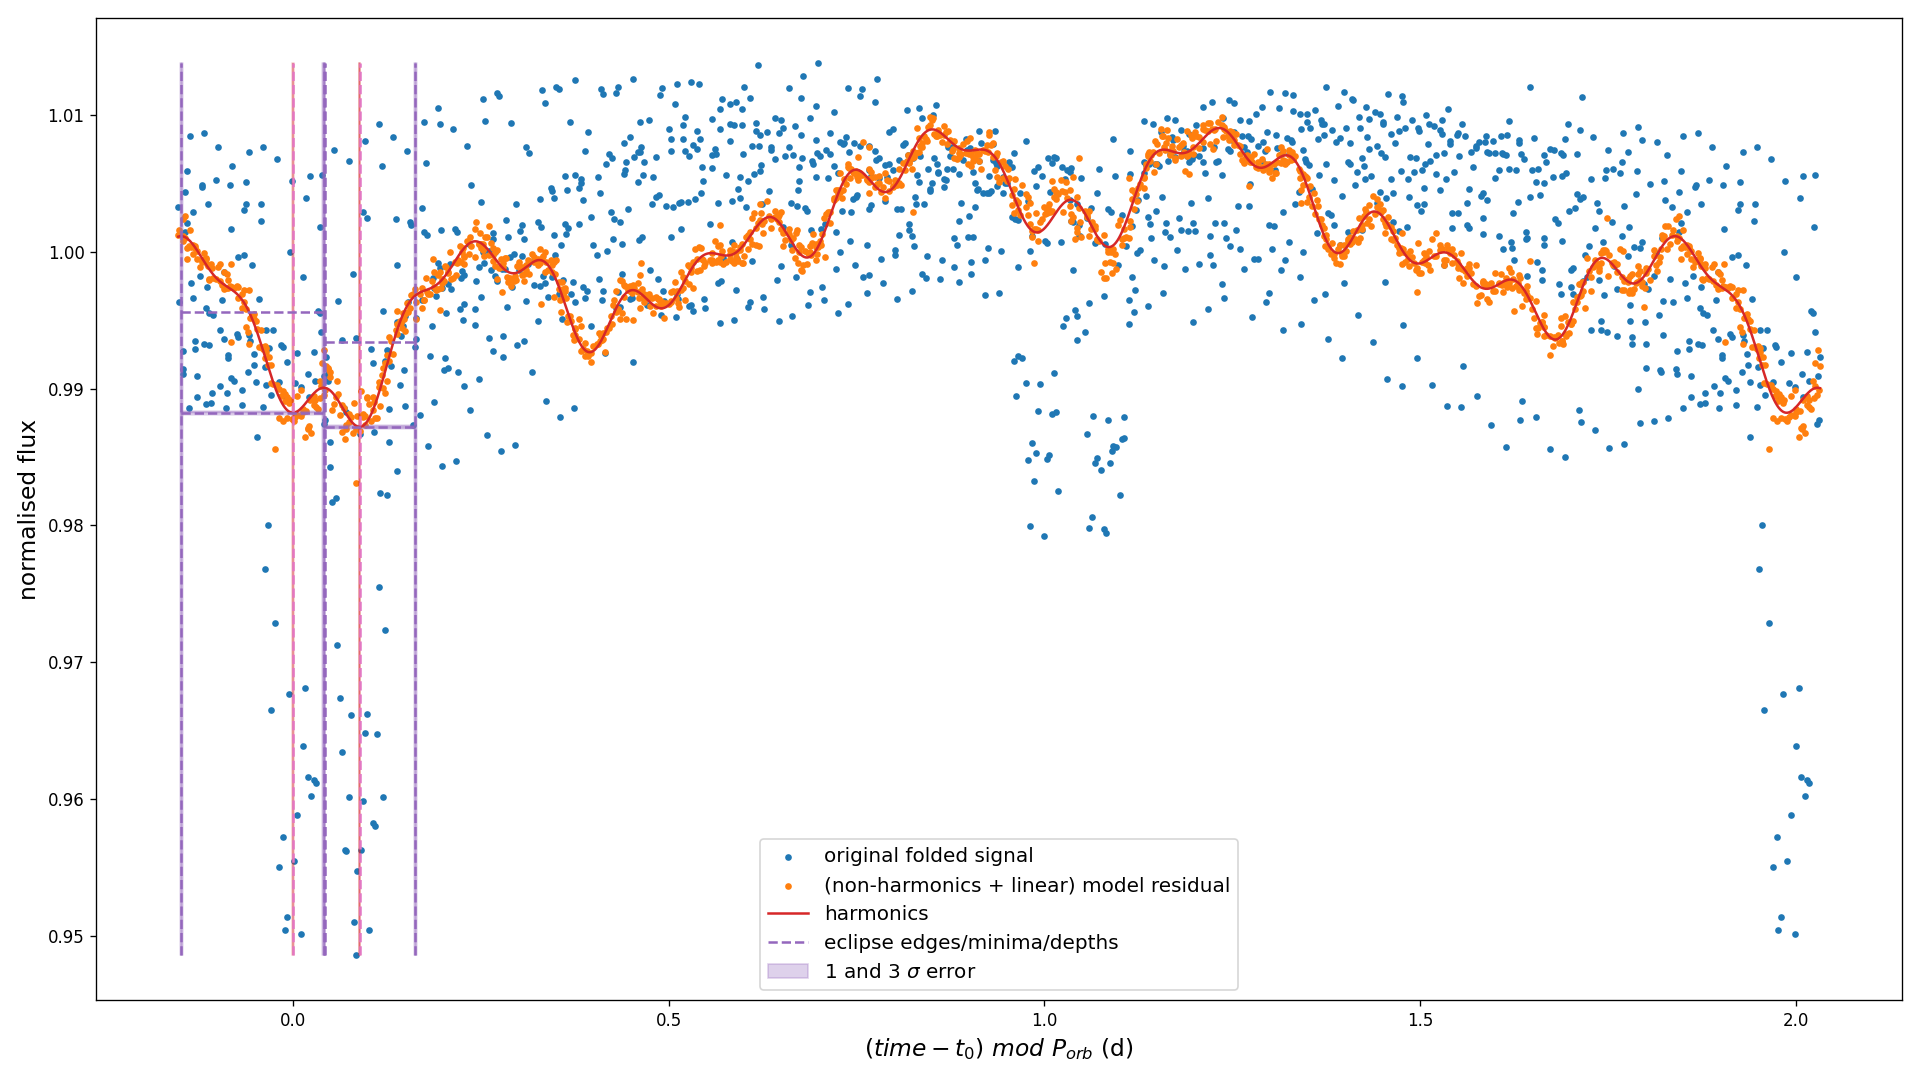 1.01
1.00
0.99
0.98
0.97
0.96
0.95
normalised flux
original folded signal
(non-harmonics + linear) model residual
harmonics
eclipse edges/minima/depths
1 and 3 σ error
0.0 0.5 1.0 1.5 2.0
(time − t₀) mod P_orb (d)